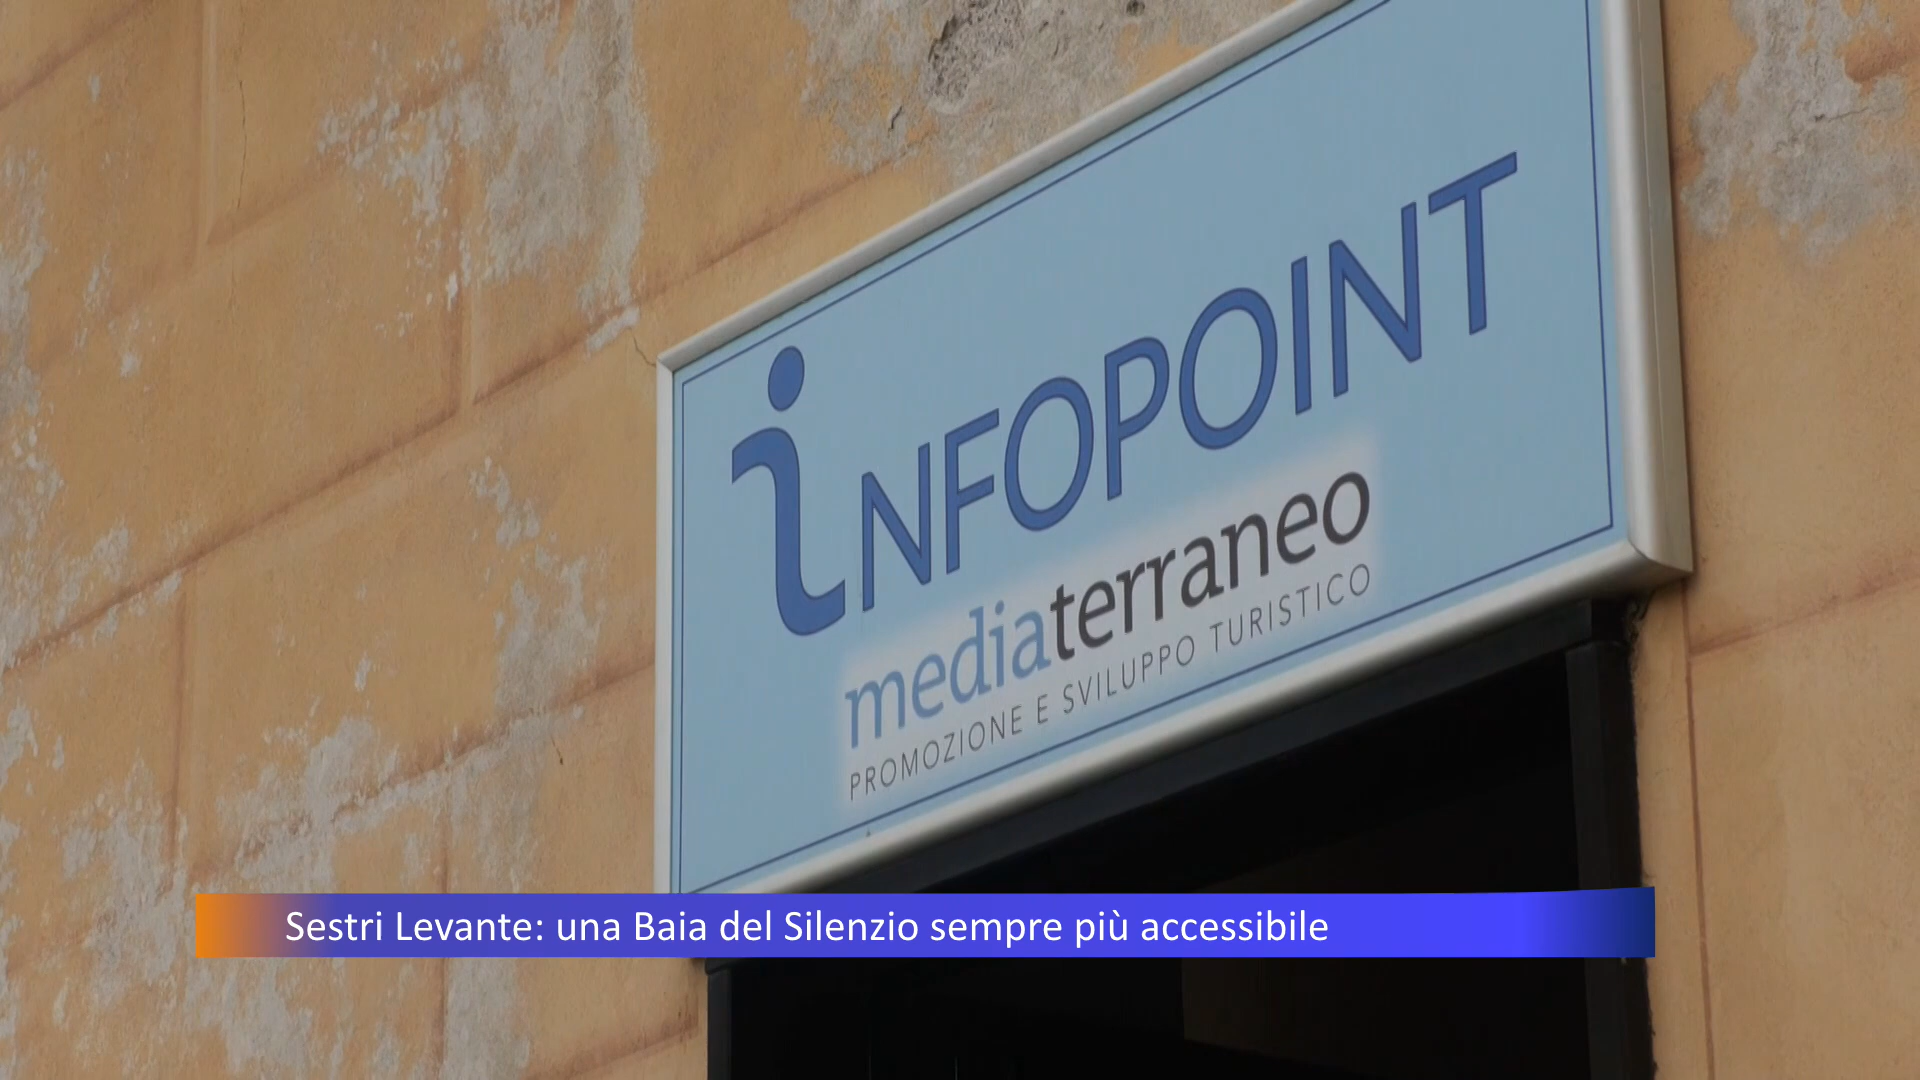 iNFOPOINT
mediaterraneo
PROMOZIONE E SVILUPPO TURISTICO
Sestri Levante: una Baia del Silenzio sempre più accessibile